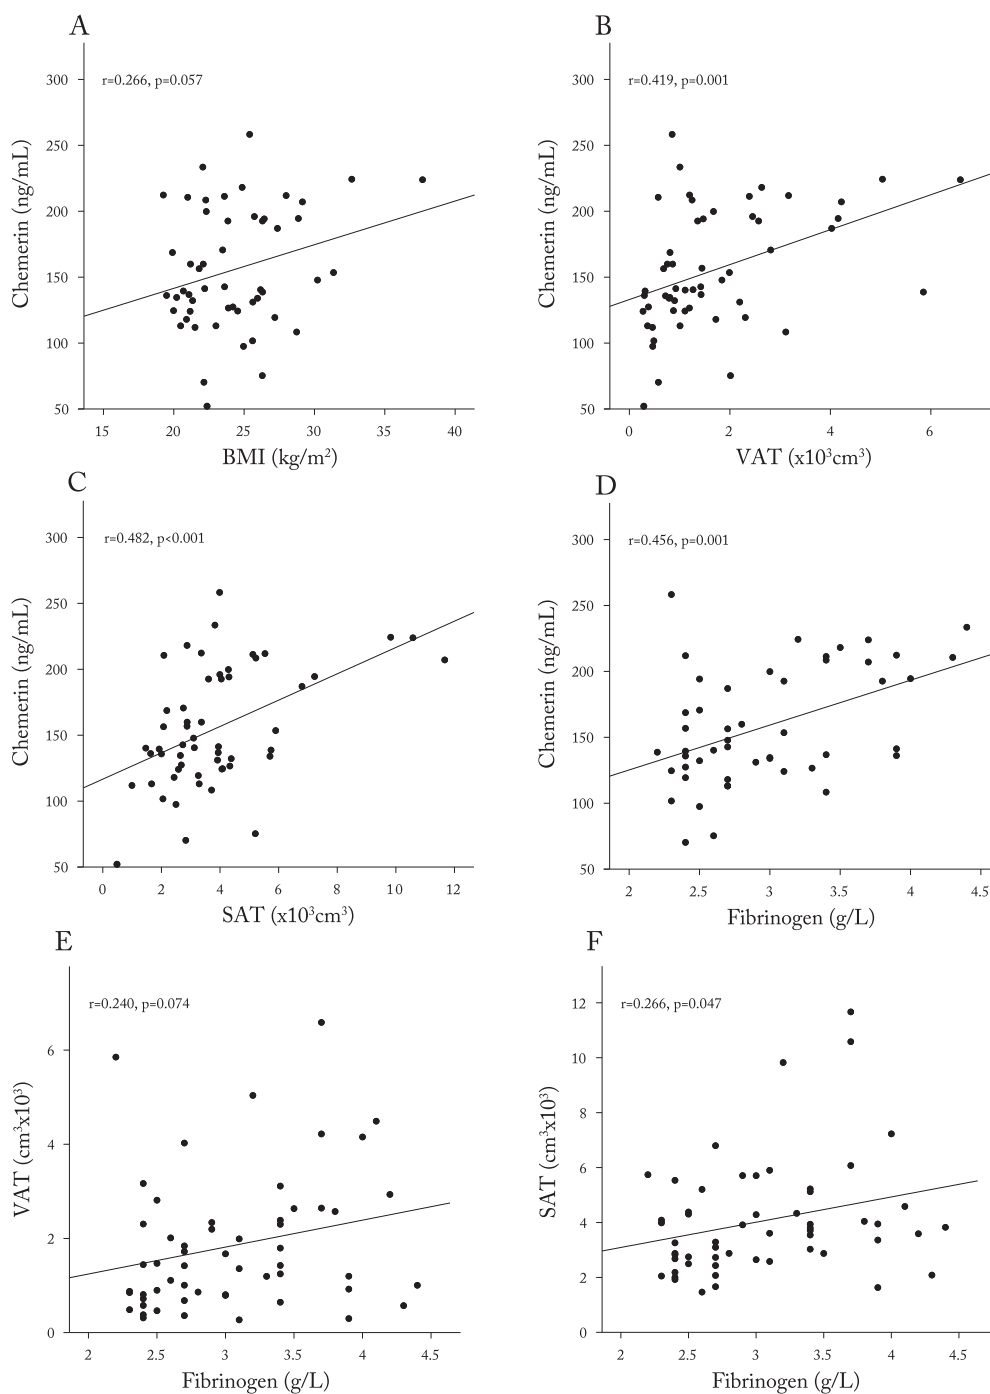 A
r=0.266, p=0.057
300
250
200
150
100
50
Chemerin (ng/mL)
15 20 25 30 35 40
BMI (kg/m²)
B
r=0.419, p=0.001
300
250
200
150
100
50
Chemerin (ng/mL)
0 2 4 6
VAT (x10³cm³)
C
r=0.482, p<0.001
300
250
200
150
100
50
Chemerin (ng/mL)
0 2 4 6 8 10 12
SAT (x10³cm³)
D
r=0.456, p=0.001
300
250
200
150
100
50
Chemerin (ng/mL)
2 2.5 3 3.5 4 4.5
Fibrinogen (g/L)
E
r=0.240, p=0.074
6
4
2
0
VAT (cm³x10³)
2 2.5 3 3.5 4 4.5
Fibrinogen (g/L)
F
r=0.266, p=0.047
12
10
8
6
4
2
0
SAT (cm³x10³)
2 2.5 3 3.5 4 4.5
Fibrinogen (g/L)